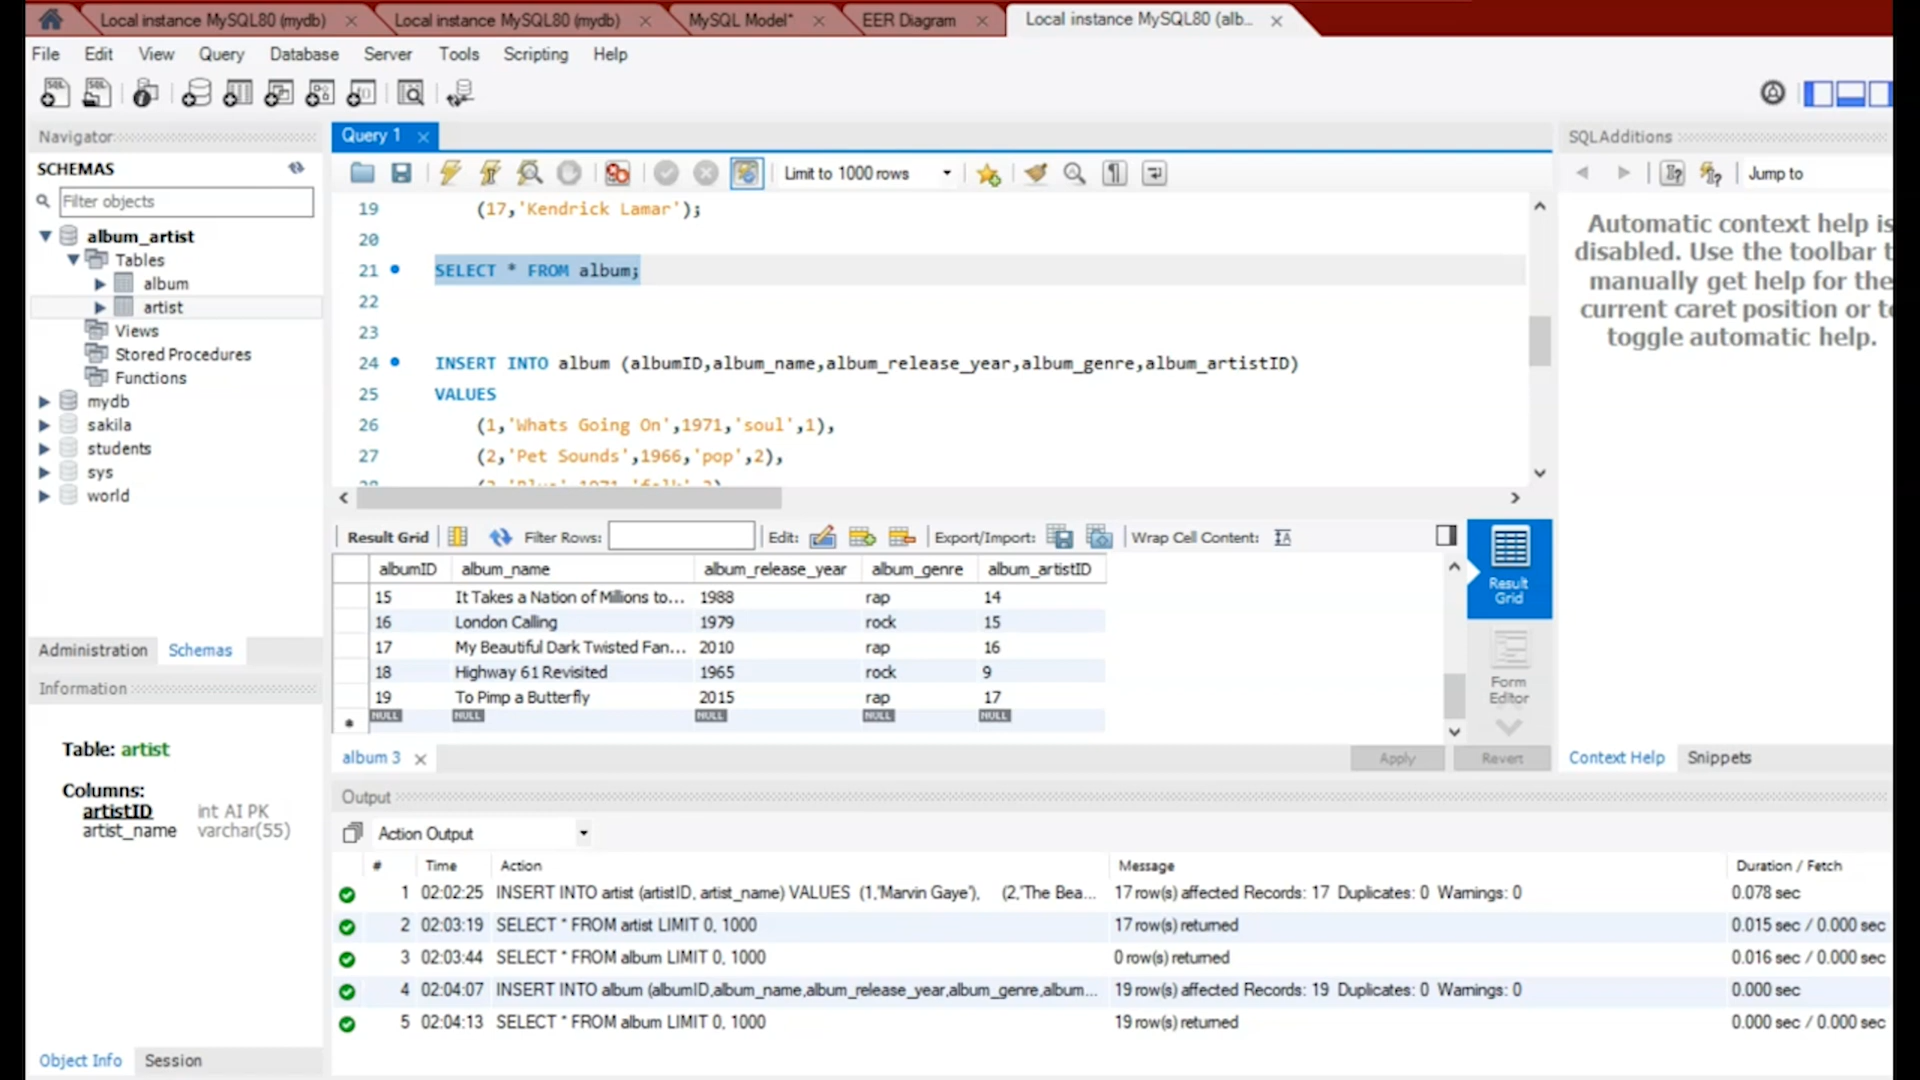 Local instance MySQL80 (mydb)
Local instance MySQL80 (mydb)
MySQL Model*
EER Diagram
Local instance MySQL80 (alb...
File Edit View Query Database Server Tools Scripting Help
Navigator
Query 1
SQLAdditions
SCHEMAS
Limit to 1000 rows
Jump to
Filter objects
album_artist
Tables
album
artist
Views
Stored Procedures
Functions
mydb
sakila
students
sys
world
19 (17,'Kendrick Lamar');
20
21 SELECT * FROM album;
22
23
24 INSERT INTO album (albumID,album_name,album_release_year,album_genre,album_artistID)
25 VALUES
26 (1,'Whats Going On',1971,'soul',1),
27 (2,'Pet Sounds',1966,'pop',2),
Automatic context help is
disabled. Use the toolbar t
manually get help for the
current caret position or to
toggle automatic help.
Result Grid Filter Rows: Edit: Export/Import: Wrap Cell Content:
albumID album_name album_release_year album_genre album_artistID
15 It Takes a Nation of Millions to... 1988 rap 14
16 London Calling 1979 rock 15
17 My Beautiful Dark Twisted Fan... 2010 rap 16
18 Highway 61 Revisited 1965 rock 9
19 To Pimp a Butterfly 2015 rap 17
* NULL NULL NULL NULL NULL
Result
Grid
Form
Editor
Administration Schemas
Information
Table: artist
Columns:
artistID int AI PK
artist_name varchar(55)
album 3
Apply Revert
Context Help Snippets
Output
Action Output
# Time Action Message Duration / Fetch
1 02:02:25 INSERT INTO artist (artistID, artist_name) VALUES (1,'Marvin Gaye'), (2,'The Bea... 17 row(s) affected Records: 17 Duplicates: 0 Warnings: 0 0.078 sec
2 02:03:19 SELECT * FROM artist LIMIT 0, 1000 17 row(s) returned 0.015 sec / 0.000 sec
3 02:03:44 SELECT * FROM album LIMIT 0, 1000 0 row(s) returned 0.016 sec / 0.000 sec
4 02:04:07 INSERT INTO album (albumID,album_name,album_release_year,album_genre,album... 19 row(s) affected Records: 19 Duplicates: 0 Warnings: 0 0.000 sec
5 02:04:13 SELECT * FROM album LIMIT 0, 1000 19 row(s) returned 0.000 sec / 0.000 sec
Object Info Session